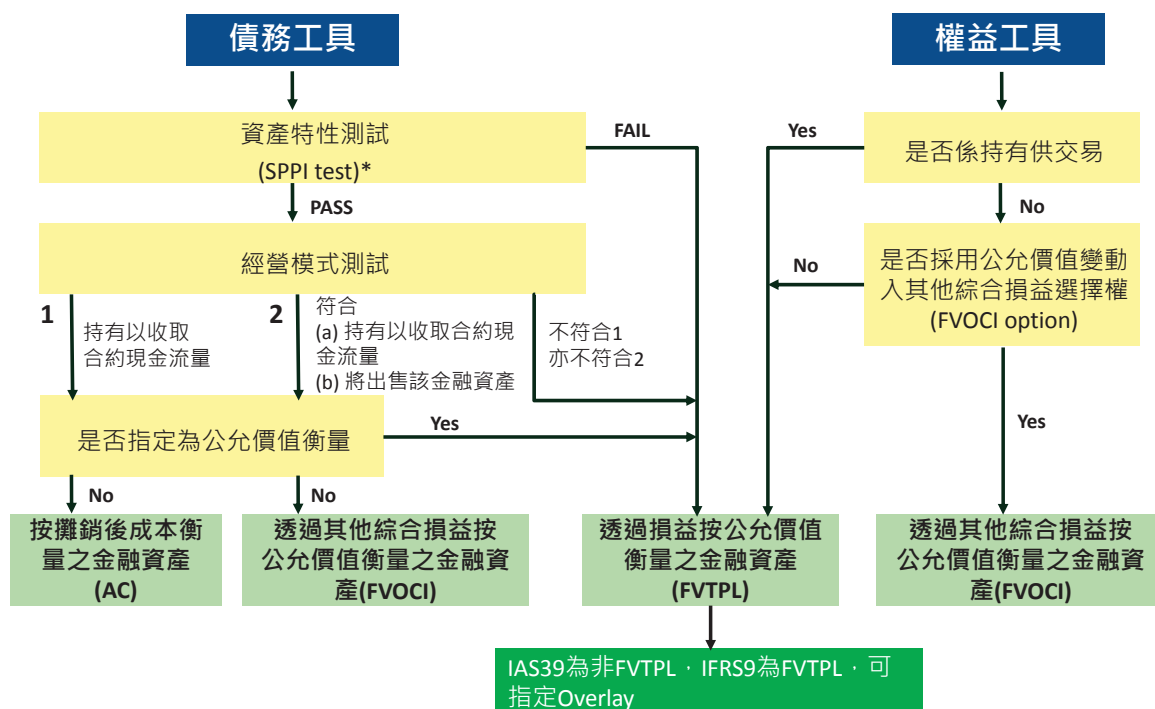 債務工具
權益工具
資產特性測試
(SPPI test)*
FAIL
Yes
是否係持有供交易
PASS
No
經營模式測試
No
是否採用公允價值變動
入其他綜合損益選擇權
(FVOCI option)
1
持有以收取
合約現金流量
2
符合
(a) 持有以收取合約現
金流量
(b) 將出售該金融資產
不符合1
亦不符合2
是否指定為公允價值衡量
Yes
Yes
No
No
按攤銷後成本衡
量之金融資產
(AC)
透過其他綜合損益按
公允價值衡量之金融資
產(FVOCI)
透過損益按公允價值
衡量之金融資產
(FVTPL)
透過其他綜合損益按
公允價值衡量之金融資
產(FVOCI)
IAS39為非FVTPL，IFRS9為FVTPL，可
指定Overlay